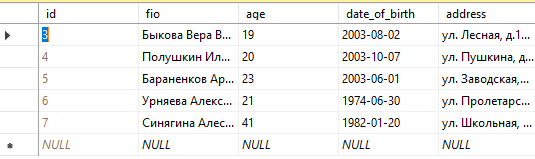 id fio age date_of_birth address
3 Быкова Вера В... 19 2003-08-02 ул. Лесная, д.1...
4 Полушкин Ил... 20 2003-10-07 ул. Пушкина, д...
5 Бараненков Ар... 23 2003-06-01 ул. Заводская,...
6 Урняева Алекс... 21 1974-06-30 ул. Пролетарс...
7 Синягина Алес... 41 1982-01-20 ул. Школьная, ...
NULL NULL NULL NULL NULL